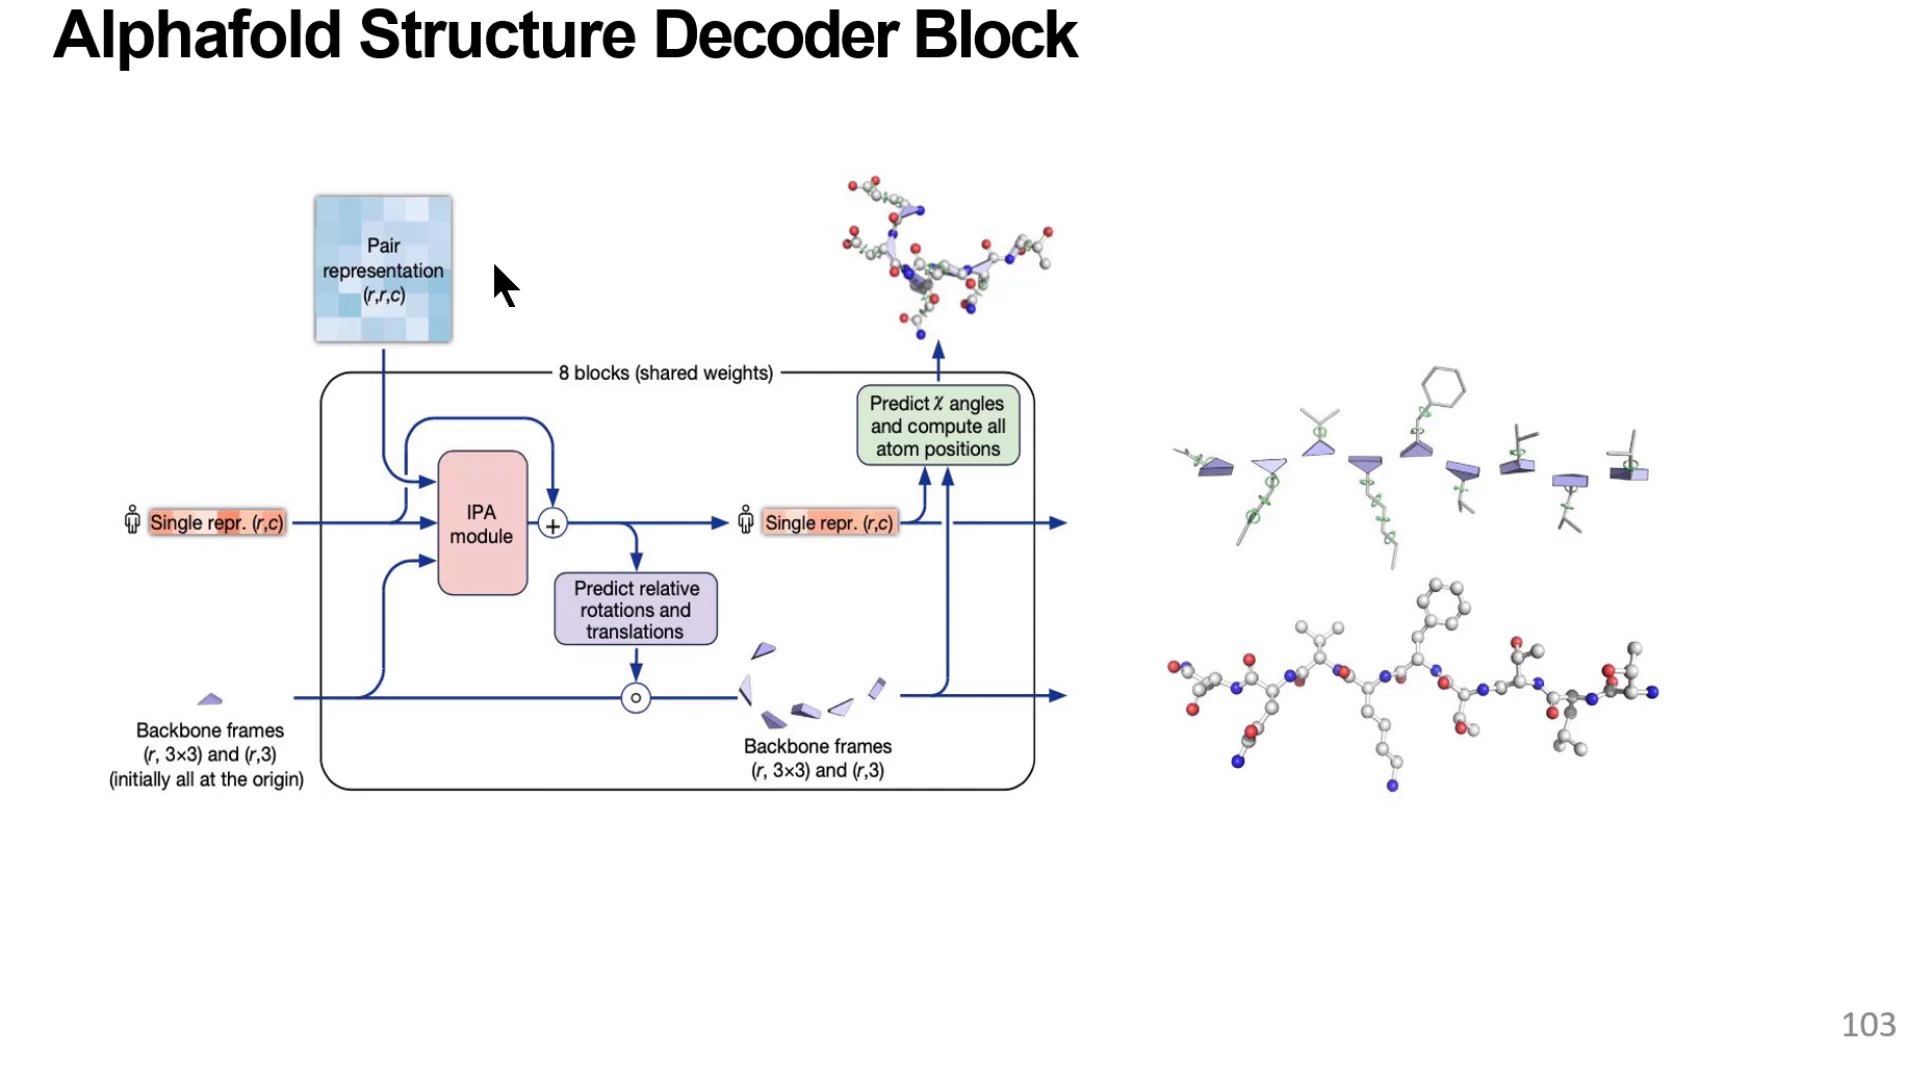 Alphafold Structure Decoder Block
Pair
representation
(r,r,c)
8 blocks (shared weights)
Predict χ angles
and compute all
atom positions
Single repr. (r,c)
IPA
module
+
Single repr. (r,c)
Predict relative
rotations and
translations
Backbone frames
(r, 3×3) and (r,3)
(initially all at the origin)
Backbone frames
(r, 3×3) and (r,3)
103